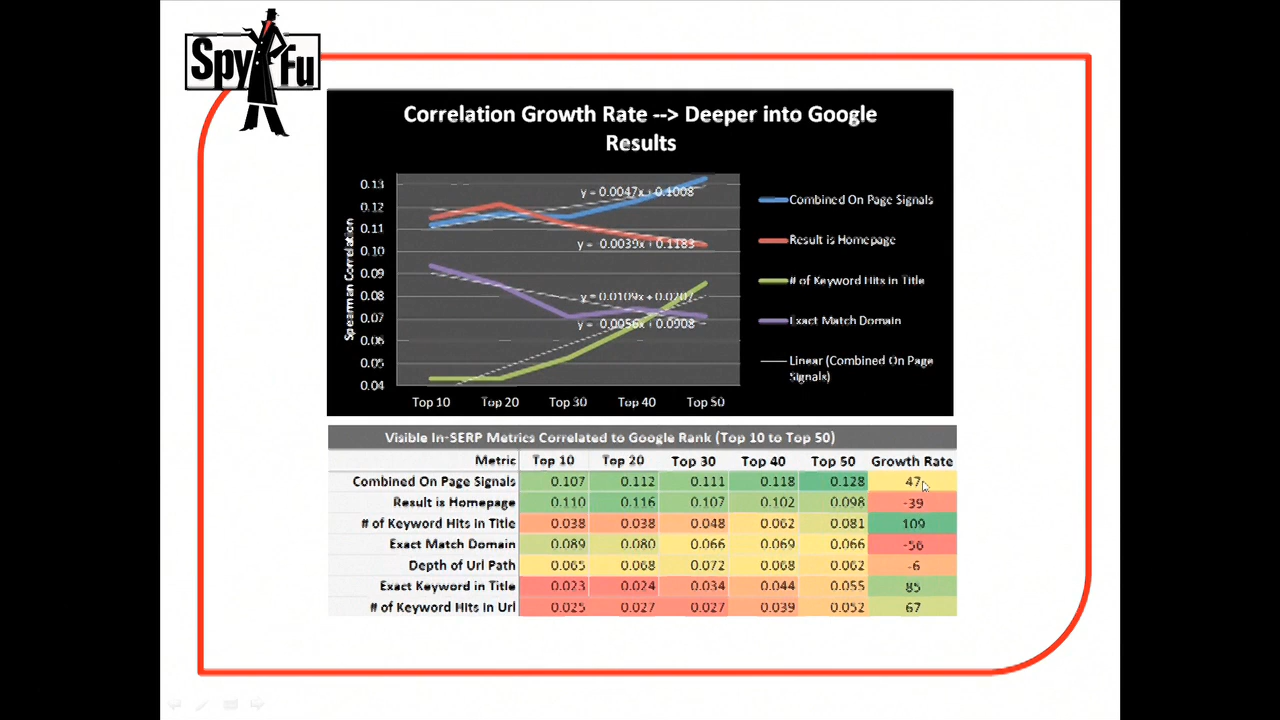 Spy Fu
Correlation Growth Rate --> Deeper into Google
Results
Spearman Correlation
0.13
0.12
0.11
0.10
0.09
0.08
0.07
0.06
0.05
0.04
y = 0.0047x + 0.1008
y = 0.0039x + 0.1183
y = 0.0109x + 0.0207
y = 0.0056x + 0.0908
Top 10 Top 20 Top 30 Top 40 Top 50
Combined On Page Signals
Result is Homepage
# of Keyword Hits in Title
Exact Match Domain
Linear (Combined On Page
Signals)
Visible In-SERP Metrics Correlated to Google Rank (Top 10 to Top 50)
Metric Top 10 Top 20 Top 30 Top 40 Top 50 Growth Rate
Combined On Page Signals 0.107 0.112 0.111 0.118 0.128 47
Result is Homepage 0.110 0.116 0.107 0.102 0.098 -39
# of Keyword Hits in Title 0.038 0.038 0.048 0.062 0.081 109
Exact Match Domain 0.089 0.080 0.066 0.069 0.066 -56
Depth of Url Path 0.065 0.068 0.072 0.068 0.062 -6
Exact Keyword in Title 0.023 0.024 0.034 0.044 0.055 85
# of Keyword Hits in Url 0.025 0.027 0.027 0.039 0.052 67